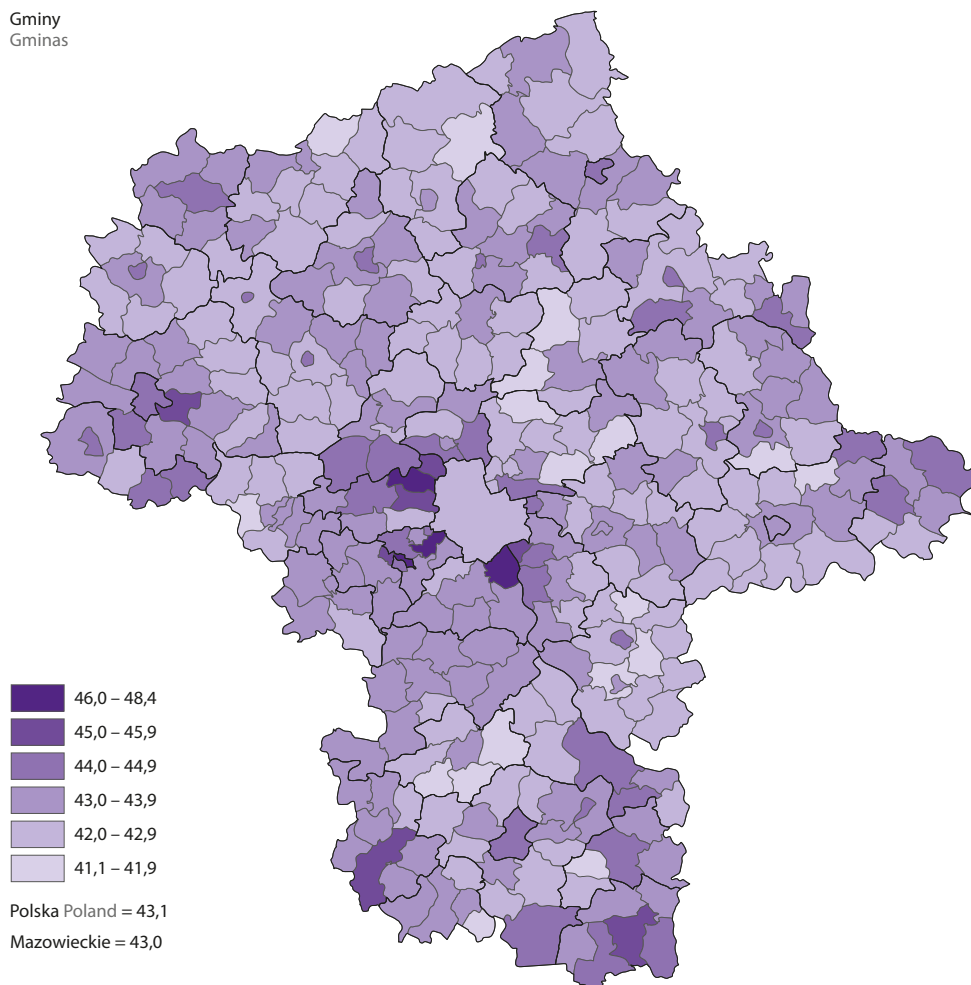 Gminy
Gminas
46,0 – 48,4
45,0 – 45,9
44,0 – 44,9
43,0 – 43,9
42,0 – 42,9
41,1 – 41,9
Polska Poland = 43,1
Mazowieckie = 43,0